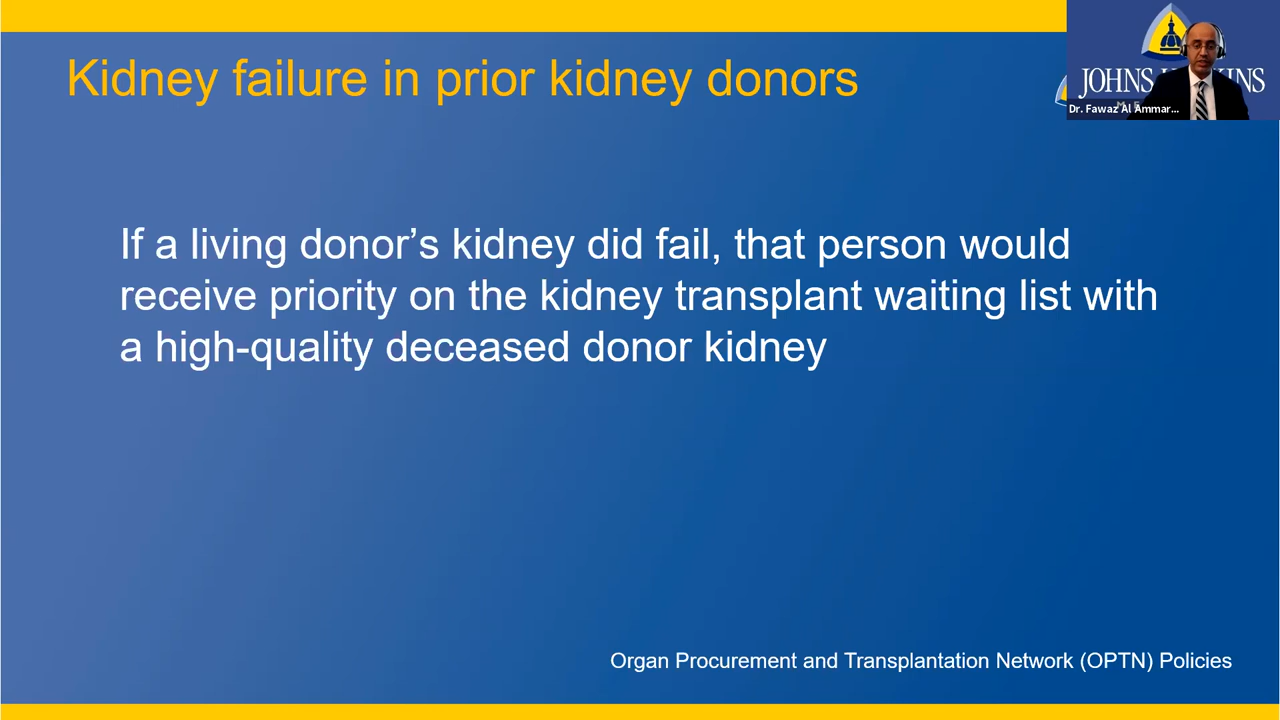 Kidney failure in prior kidney donors
JOHNS
NS
Dr. Fawaz Al Ammar...
If a living donor’s kidney did fail, that person would
receive priority on the kidney transplant waiting list with
a high-quality deceased donor kidney
Organ Procurement and Transplantation Network (OPTN) Policies